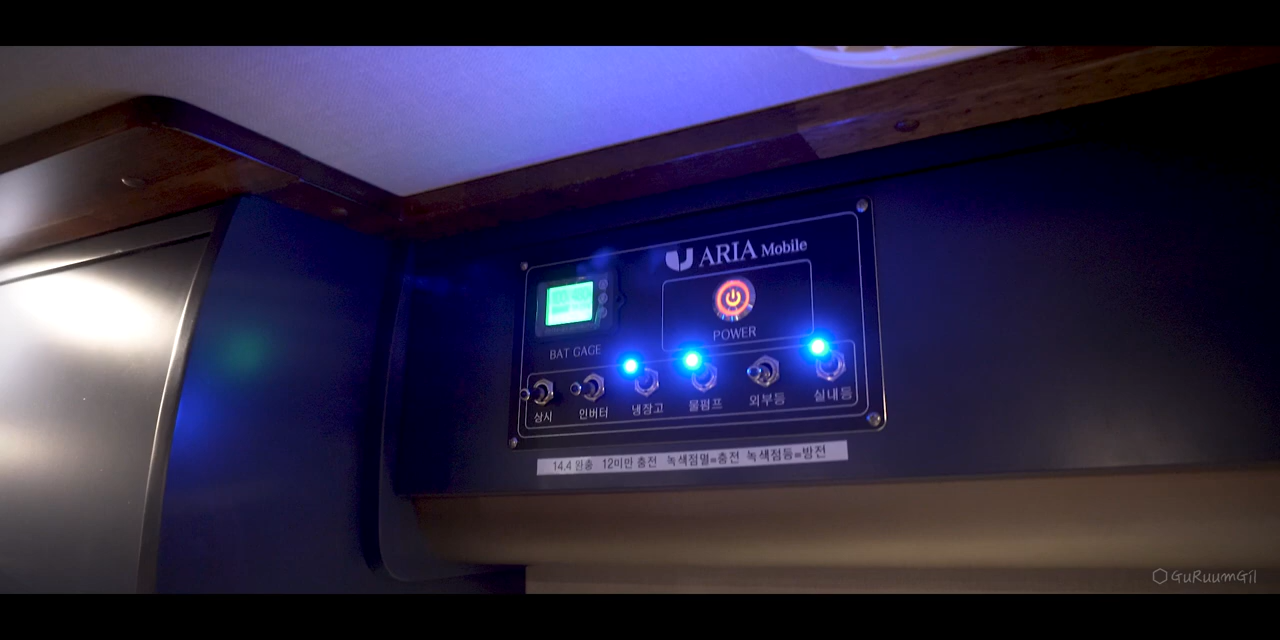 ARIA Mobile
POWER
BAT GAGE
상시 인버터 냉장고 물펌프 외부등 실내등
14.4 완충 12미만 충전 녹색점멸=충전 녹색점등=방전
GuRuumGil